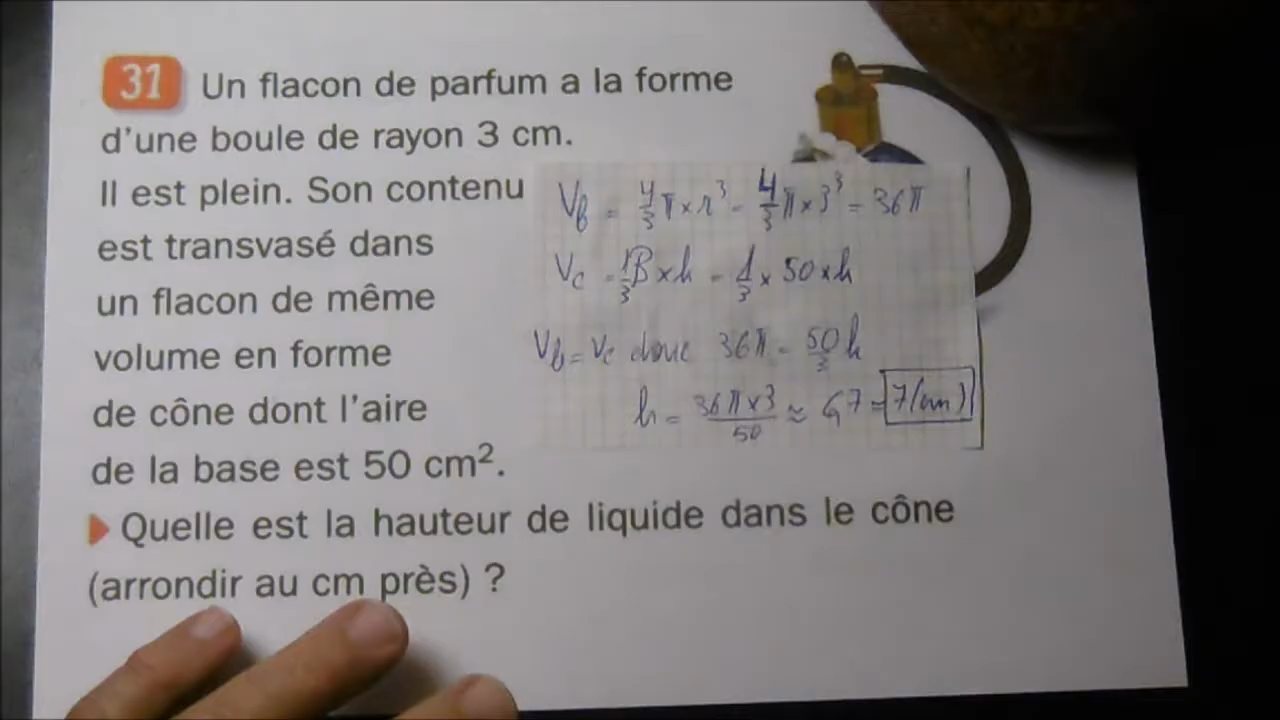 31 Un flacon de parfum a la forme
d'une boule de rayon 3 cm.
Il est plein. Son contenu
est transvasé dans
un flacon de même
volume en forme
de cône dont l'aire
de la base est 50 cm².
Quelle est la hauteur de liquide dans le cône
(arrondir au cm près) ?
Vb = 4/3 π × r³ = 4/3 π × 3³ = 36π
Vc = 1/3 B × h = 1/3 × 50 × h
Vb = Vc donc 36π = 50/3 h
h = 36π×3/50 ≈ 6,7 ≈ 7(cm)